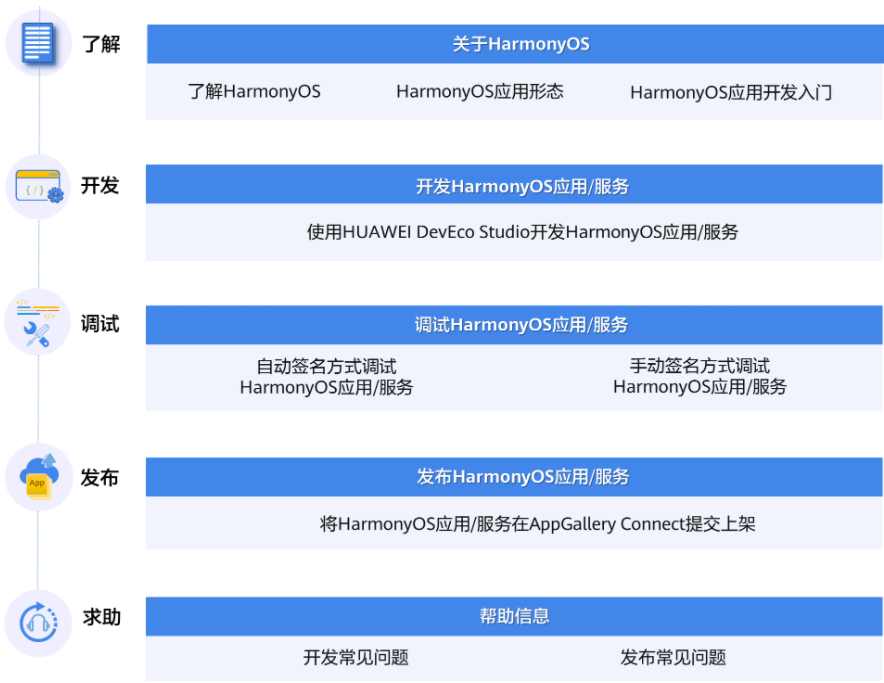 了解
关于HarmonyOS
了解HarmonyOS
HarmonyOS应用形态
HarmonyOS应用开发入门
开发
开发HarmonyOS应用/服务
{/}
使用HUAWEI DevEco Studio开发HarmonyOS应用/服务
调试
调试HarmonyOS应用/服务
</>
</>
自动签名方式调试
HarmonyOS应用/服务
手动签名方式调试
HarmonyOS应用/服务
发布
发布HarmonyOS应用/服务
App
将HarmonyOS应用/服务在AppGallery Connect提交上架
求助
帮助信息
开发常见问题
发布常见问题